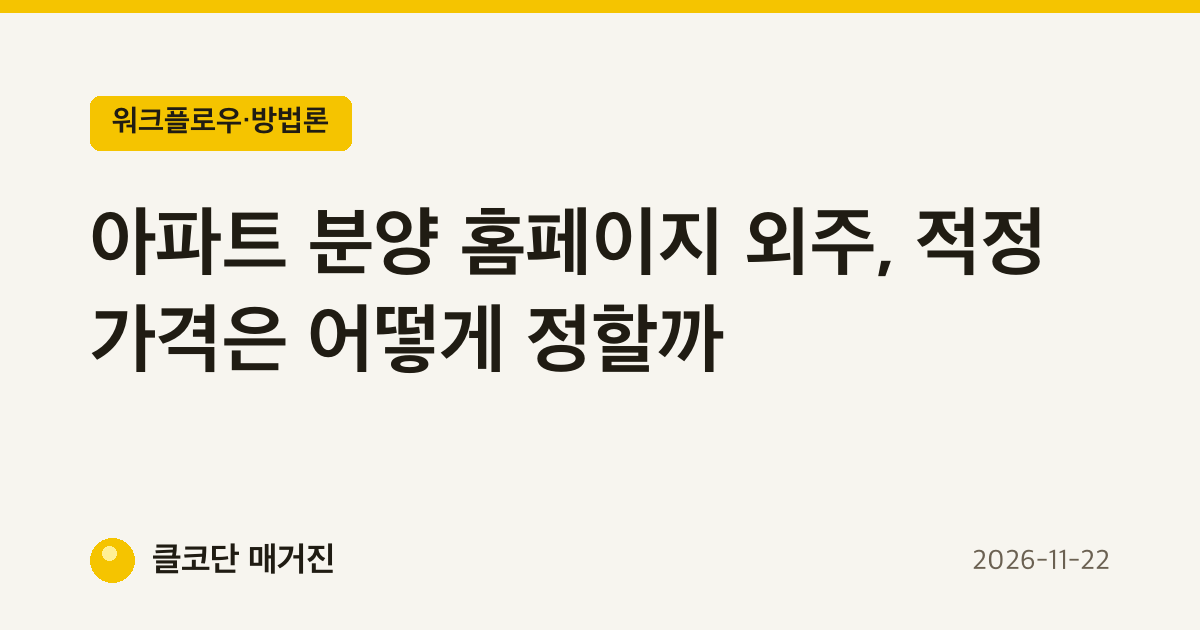 워크플로우·방법론
아파트 분양 홈페이지 외주, 적정
가격은 어떻게 정할까
클코단 매거진
2026-11-22